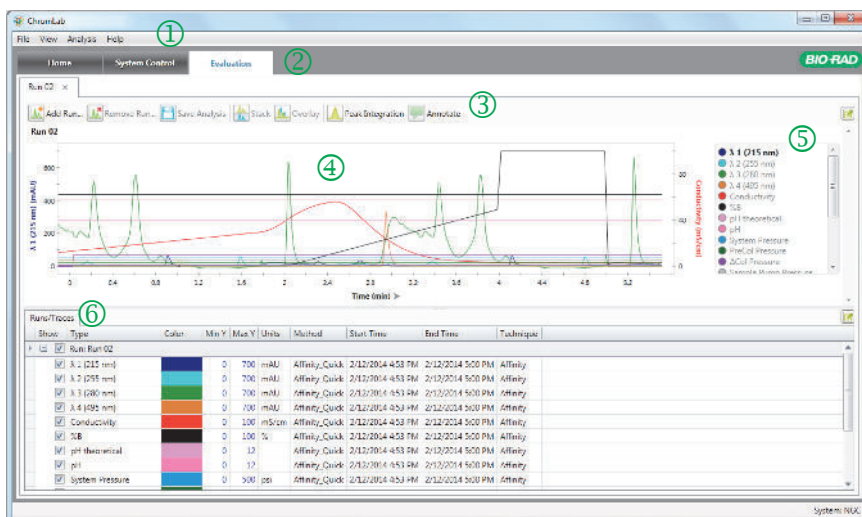 ChromLab
①
File View Analysis Help
Home System Control Evaluation ②
BIO-RAD
Run 02 ×
Add Run... Remove Run... Save Analysis Stack Overlay Peak Integration Annotate ③
Run 02
④
⑤
λ 1 (215 nm) (mAU)
600
400
200
0
Conductivity (mS/cm)
80
40
0
0 0.4 0.8 1.2 1.6 2 2.4 2.8 3.2 3.6 4 4.4 4.8 5.2
Time (min)
λ 1 (215 nm)
λ 2 (255 nm)
λ 3 (280 nm)
λ 4 (495 nm)
Conductivity
%B
pH theoretical
pH
System Pressure
PreCol Pressure
ΔCol Pressure
Sample Pump Pressure
⑥
Runs/Traces
Show Type Color Min Y Max Y Units Method Start Time End Time Technique
Run: Run 02
λ 1 (215 nm) 0 700 mAU Affinity_Quick 2/12/2014 4:53 PM 2/12/2014 5:00 PM Affinity
λ 2 (255 nm) 0 700 mAU Affinity_Quick 2/12/2014 4:53 PM 2/12/2014 5:00 PM Affinity
λ 3 (280 nm) 0 700 mAU Affinity_Quick 2/12/2014 4:53 PM 2/12/2014 5:00 PM Affinity
λ 4 (495 nm) 0 700 mAU Affinity_Quick 2/12/2014 4:53 PM 2/12/2014 5:00 PM Affinity
Conductivity 0 100 mS/cm Affinity_Quick 2/12/2014 4:53 PM 2/12/2014 5:00 PM Affinity
%B 0 100 % Affinity_Quick 2/12/2014 4:53 PM 2/12/2014 5:00 PM Affinity
pH theoretical 0 12 Affinity_Quick 2/12/2014 4:53 PM 2/12/2014 5:00 PM Affinity
pH 0 12 Affinity_Quick 2/12/2014 4:53 PM 2/12/2014 5:00 PM Affinity
System Pressure 0 500 psi Affinity_Quick 2/12/2014 4:53 PM 2/12/2014 5:00 PM Affinity
System: NGC